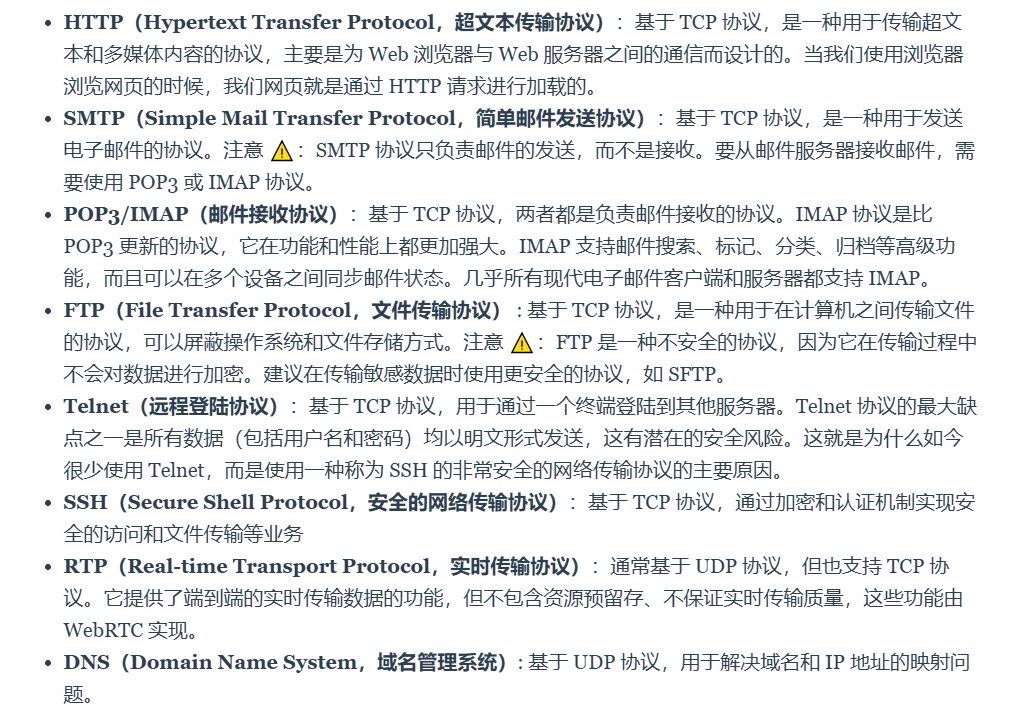 • HTTP（Hypertext Transfer Protocol，超文本传输协议）：基于 TCP 协议，是一种用于传输超文
本和多媒体内容的协议，主要是为 Web 浏览器与 Web 服务器之间的通信而设计的。当我们使用浏览器
浏览网页的时候，我们网页就是通过 HTTP 请求进行加载的。
• SMTP（Simple Mail Transfer Protocol，简单邮件发送协议）：基于 TCP 协议，是一种用于发送
电子邮件的协议。注意 ⚠️：SMTP 协议只负责邮件的发送，而不是接收。要从邮件服务器接收邮件，需
要使用 POP3 或 IMAP 协议。
• POP3/IMAP（邮件接收协议）：基于 TCP 协议，两者都是负责邮件接收的协议。IMAP 协议是比
POP3 更新的协议，它在功能和性能上都更加强大。IMAP 支持邮件搜索、标记、分类、归档等高级功
能，而且可以在多个设备之间同步邮件状态。几乎所有现代电子邮件客户端和服务器都支持 IMAP。
• FTP（File Transfer Protocol，文件传输协议） : 基于 TCP 协议，是一种用于在计算机之间传输文件
的协议，可以屏蔽操作系统和文件存储方式。注意 ⚠️：FTP 是一种不安全的协议，因为它在传输过程中
不会对数据进行加密。建议在传输敏感数据时使用更安全的协议，如 SFTP。
• Telnet（远程登陆协议）：基于 TCP 协议，用于通过一个终端登陆到其他服务器。Telnet 协议的最大缺
点之一是所有数据（包括用户名和密码）均以明文形式发送，这有潜在的安全风险。这就是为什么如今
很少使用 Telnet，而是使用一种称为 SSH 的非常安全的网络传输协议的主要原因。
• SSH（Secure Shell Protocol，安全的网络传输协议）：基于 TCP 协议，通过加密和认证机制实现安
全的访问和文件传输等业务
• RTP（Real-time Transport Protocol，实时传输协议）：通常基于 UDP 协议，但也支持 TCP 协
议。它提供了端到端的实时传输数据的功能，但不包含资源预留存、不保证实时传输质量，这些功能由
WebRTC 实现。
• DNS（Domain Name System，域名管理系统）: 基于 UDP 协议，用于解决域名和 IP 地址的映射问
题。